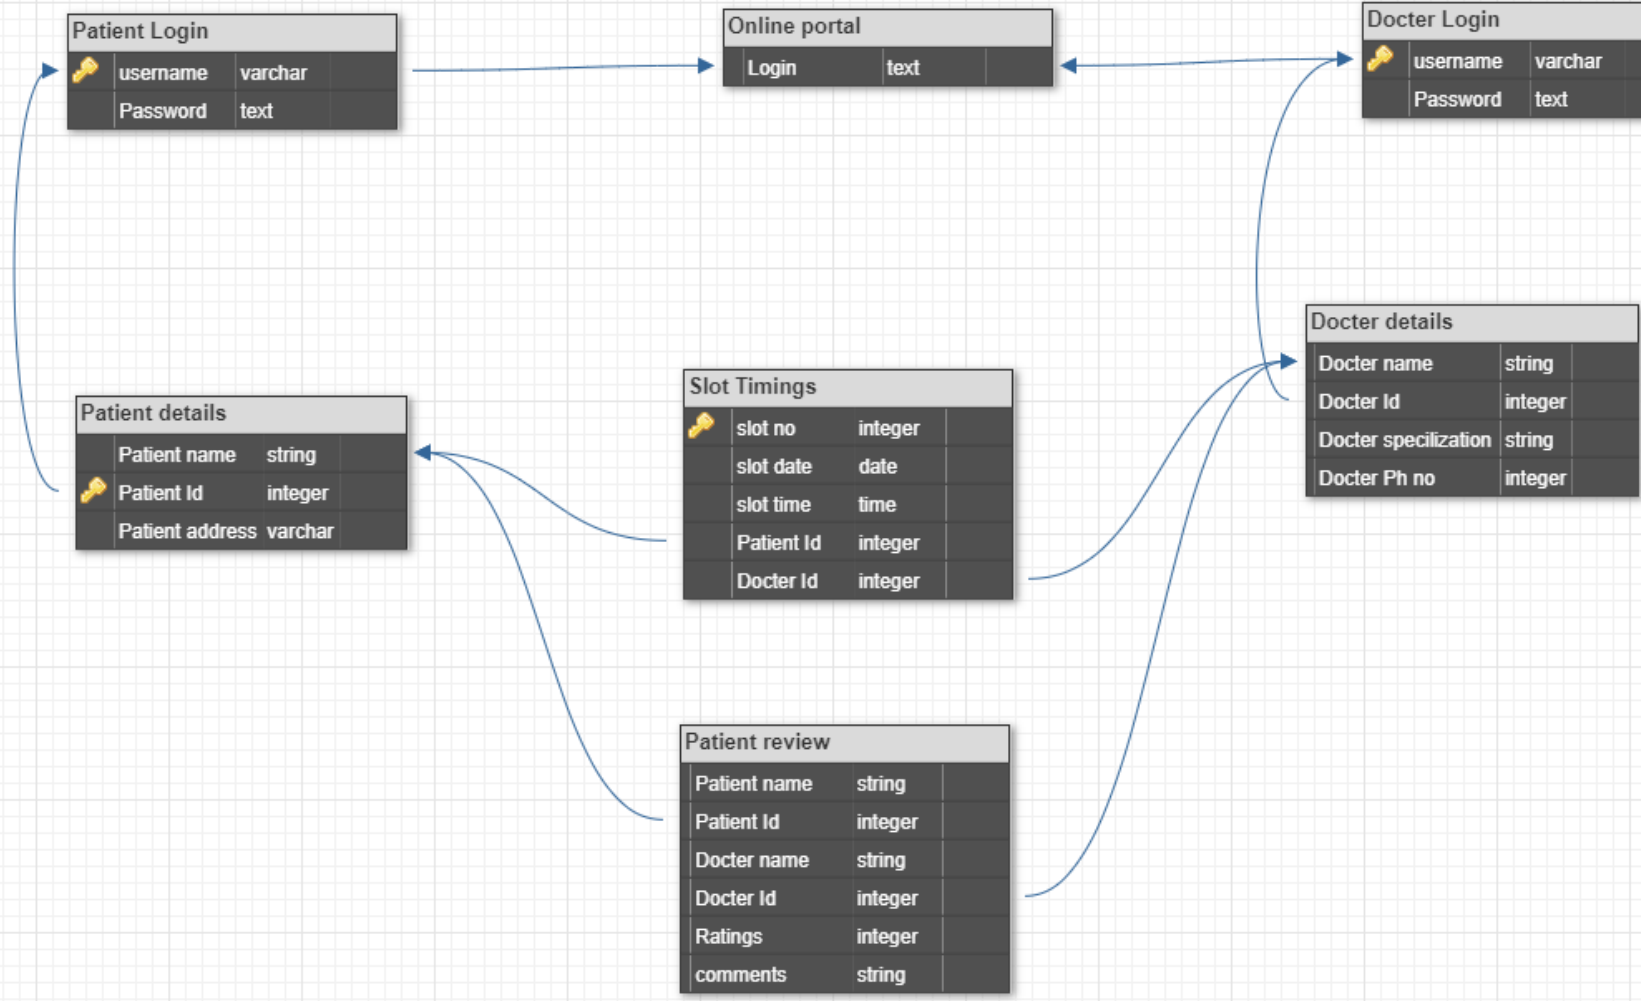 Patient Login
username varchar
Password text
Online portal
Login text
Docter Login
username varchar
Password text
Patient details
Patient name string
Patient Id integer
Patient address varchar
Slot Timings
slot no integer
slot date date
slot time time
Patient Id integer
Docter Id integer
Docter details
Docter name string
Docter Id integer
Docter specilization string
Docter Ph no integer
Patient review
Patient name string
Patient Id integer
Docter name string
Docter Id integer
Ratings integer
comments string